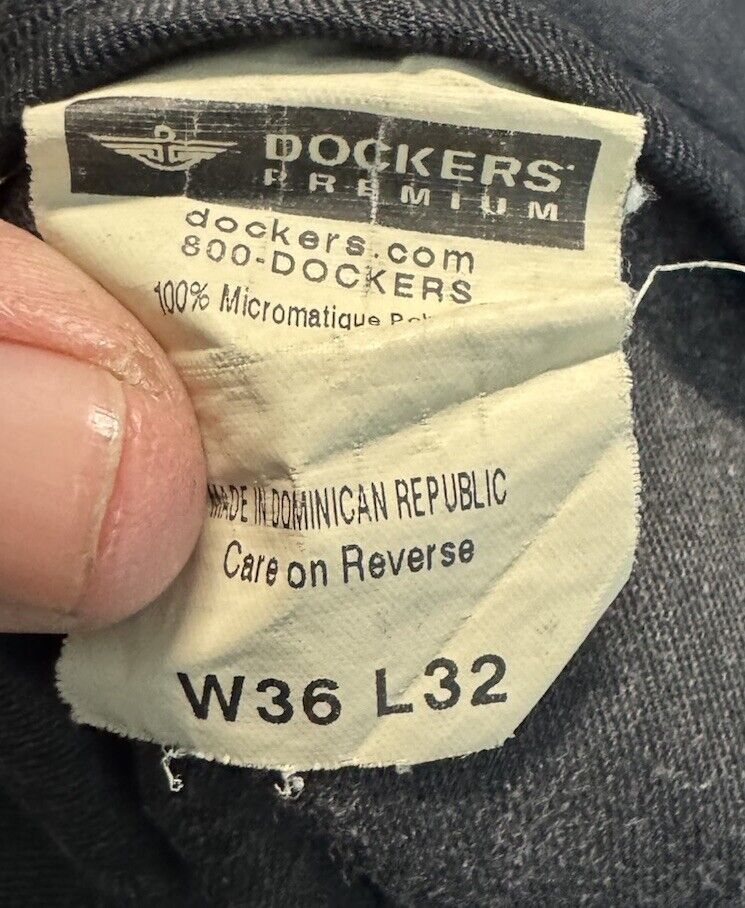 DOCKERS
PREMIUM
dockers.com
800-DOCKERS
100% Micromatique
MADE IN DOMINICAN REPUBLIC
Care on Reverse
W36 L32